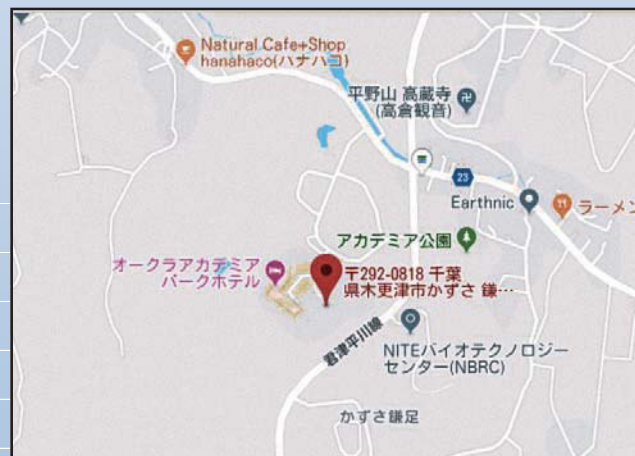 Natural Cafe+Shop
hanahaco(ハナハコ)
平野山 高蔵寺
(高倉観音)
23
Earthnic
ラーメン
アカデミア公園
オークラアカデミア
パークホテル
〒292-0818 千葉
県木更津市かずさ 鎌…
君津平川線
NITEバイオテクノロジー
センター(NBRC)
かずさ鎌足